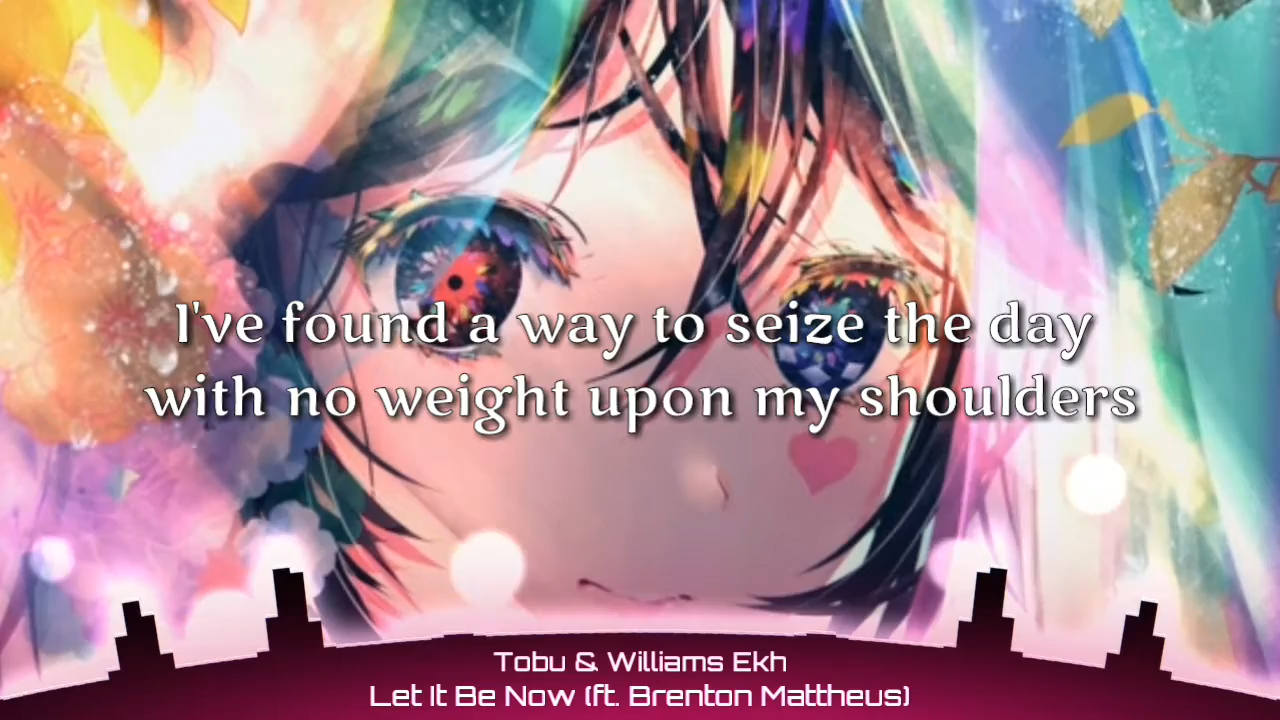 I've found a way to seize the day
with no weight upon my shoulders
Tobu & Williams Ekh
Let It Be Now (ft. Brenton Mattheus)